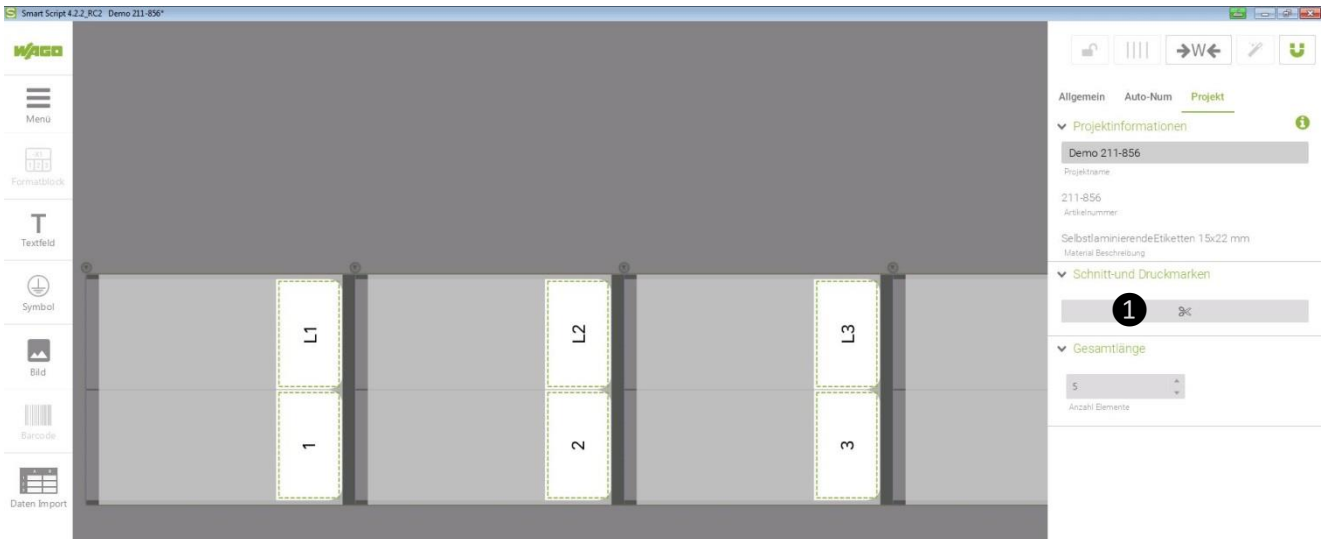 Smart Script 4.2.2_RC2 Demo 211-856*
WAGO
Menü
Formatblock
Textfeld
Symbol
Bild
Barcode
Daten Import
L1
L2
L3
1
2
3
→W←
Allgemein Auto-Num Projekt
Projektinformationen
Demo 211-856
Projektname
211-856
Artikelnummer
SelbstlaminierendeEtiketten 15x22 mm
Material Beschreibung
Schnitt-und Druckmarken
1
Gesamtlänge
5
Anzahl Elemente